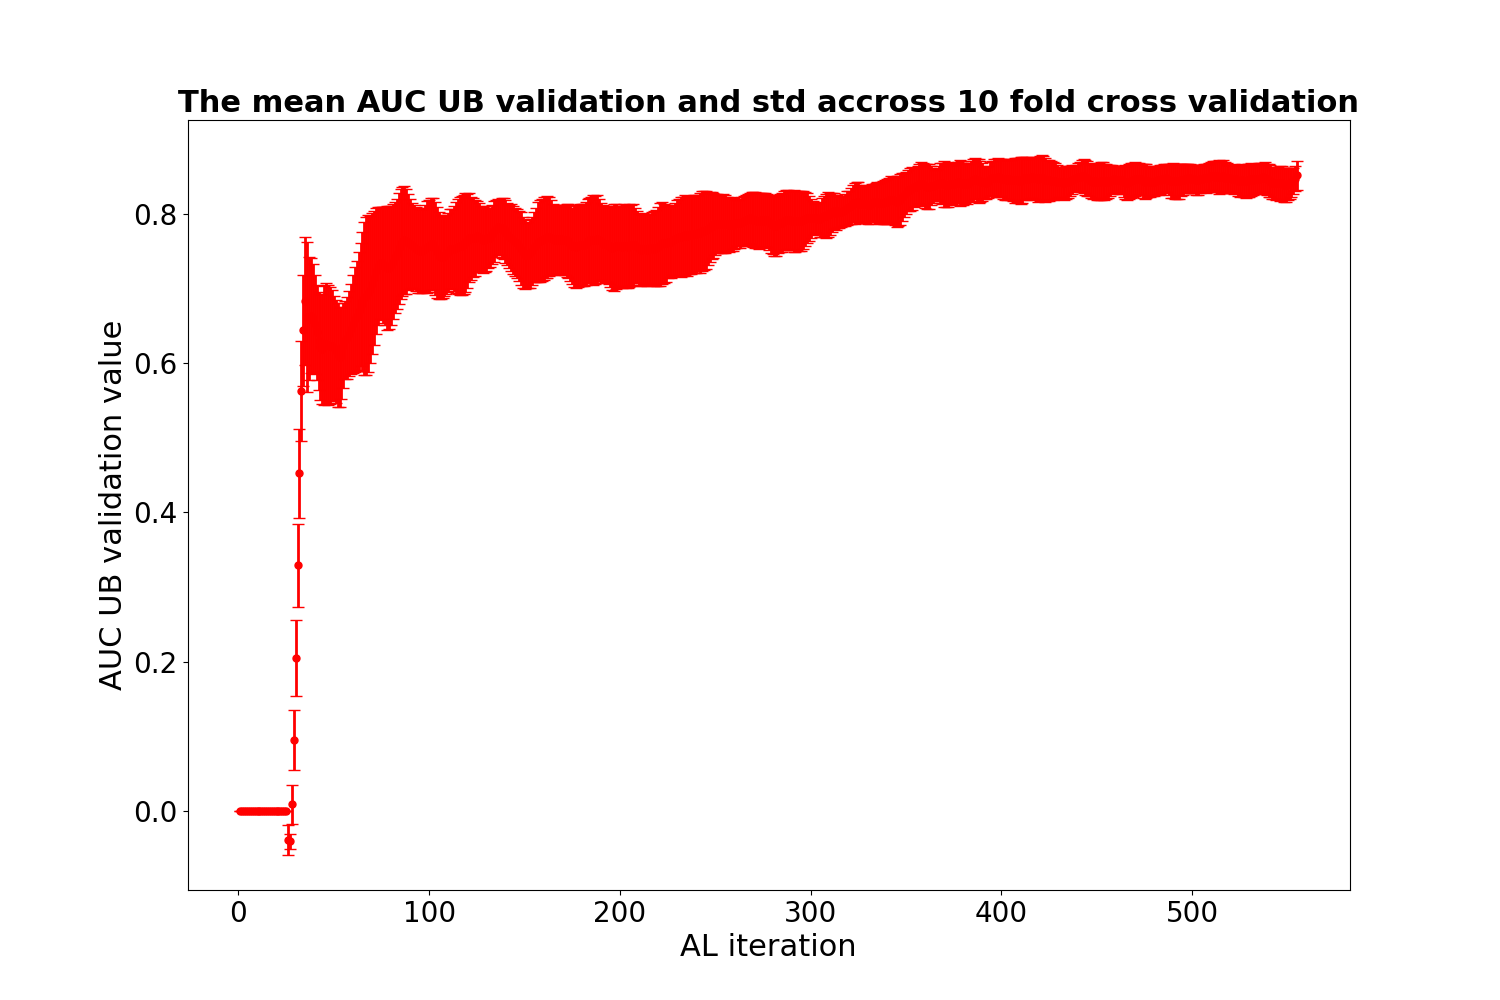 The mean AUC UB validation and std accross 10 fold cross validation
AUC UB validation value
0.8
0.6
0.4
0.2
0.0
0 100 200 300 400 500
AL iteration